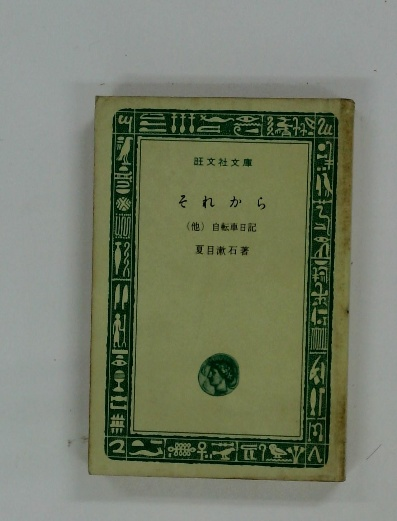 旺文社文庫
それから
（他） 自転車日記
夏目漱石著